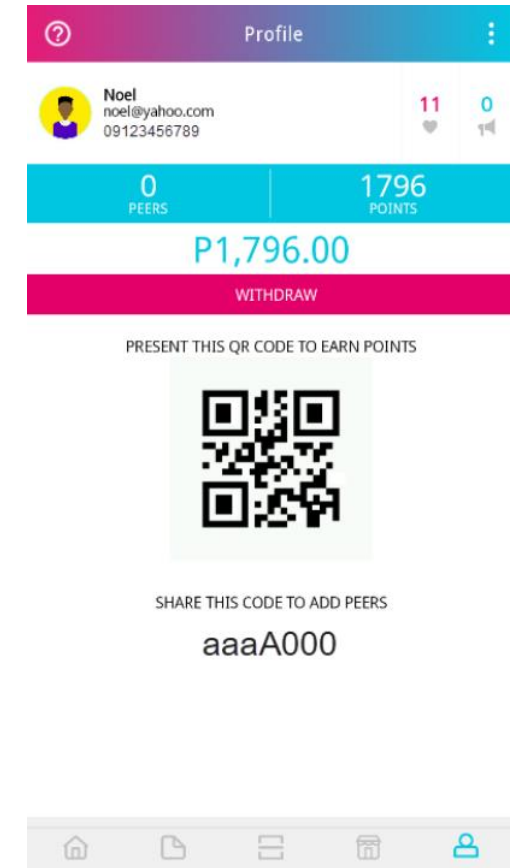 Profile
Noel
noel@yahoo.com
09123456789
11
0
0
PEERS
1796
POINTS
P1,796.00
WITHDRAW
PRESENT THIS QR CODE TO EARN POINTS
SHARE THIS CODE TO ADD PEERS
aaaA000